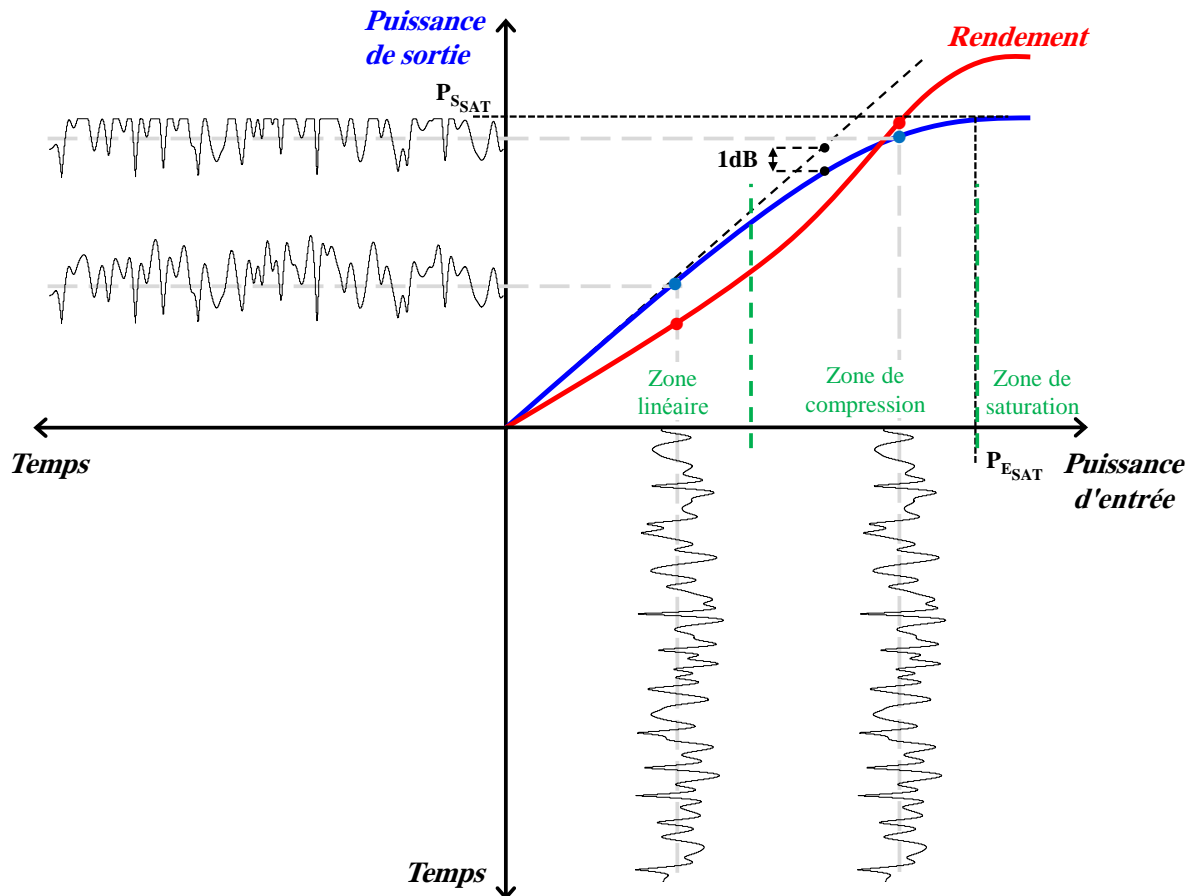 Puissance
de sortie
Rendement
P_S_SAT
1dB
Zone
linéaire
Zone de
compression
Zone de
saturation
Temps
P_E_SAT
Puissance
d'entrée
Temps